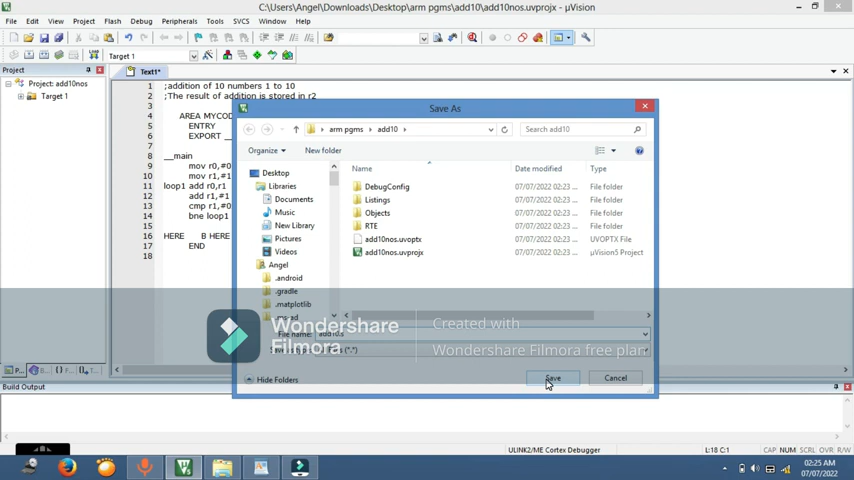 C:\Users\Angel\Downloads\Desktop\arm pgms\add10\add10nos.uvprojx - µVision
File Edit View Project Flash Debug Peripherals Tools SVCS Window Help
Target 1
Project
Project: add10nos
Target 1
Text1*
1 ;addition of 10 numbers 1 to 10
2 ;The result of addition is stored in r2
3
4 AREA MYCOD
5 ENTRY
6 EXPORT __
7
8 __main
9 mov r0,#0
10 mov r1,#1
11 loop1 add r0,r1
12 add r1,#1
13 cmp r1,#0
14 bne loop1
15
16 HERE B HERE
17 END
18
Save As
arm pgms add10
Search add10
Organize New folder
Desktop
Libraries
Documents
Music
New Library
Pictures
Videos
Angel
.android
.gradle
.matplotlib
Name Date modified Type
DebugConfig 07/07/2022 02:23 ... File folder
Listings 07/07/2022 02:23 ... File folder
Objects 07/07/2022 02:23 ... File folder
RTE 07/07/2022 02:23 ... File folder
add10nos.uvoptx 07/07/2022 02:23 ... UVOPTX File
add10nos.uvprojx 07/07/2022 02:23 ... µVision5 Project
File name: add10.s
(*.*)
Hide Folders
Save Cancel
Wondershare
Filmora
Created with
Wondershare Filmora free plan
P... B... F... T...
Build Output
ULINK2/ME Cortex Debugger L:18 C:1 CAP NUM SCRL OVR R/W
02:25 AM
07/07/2022